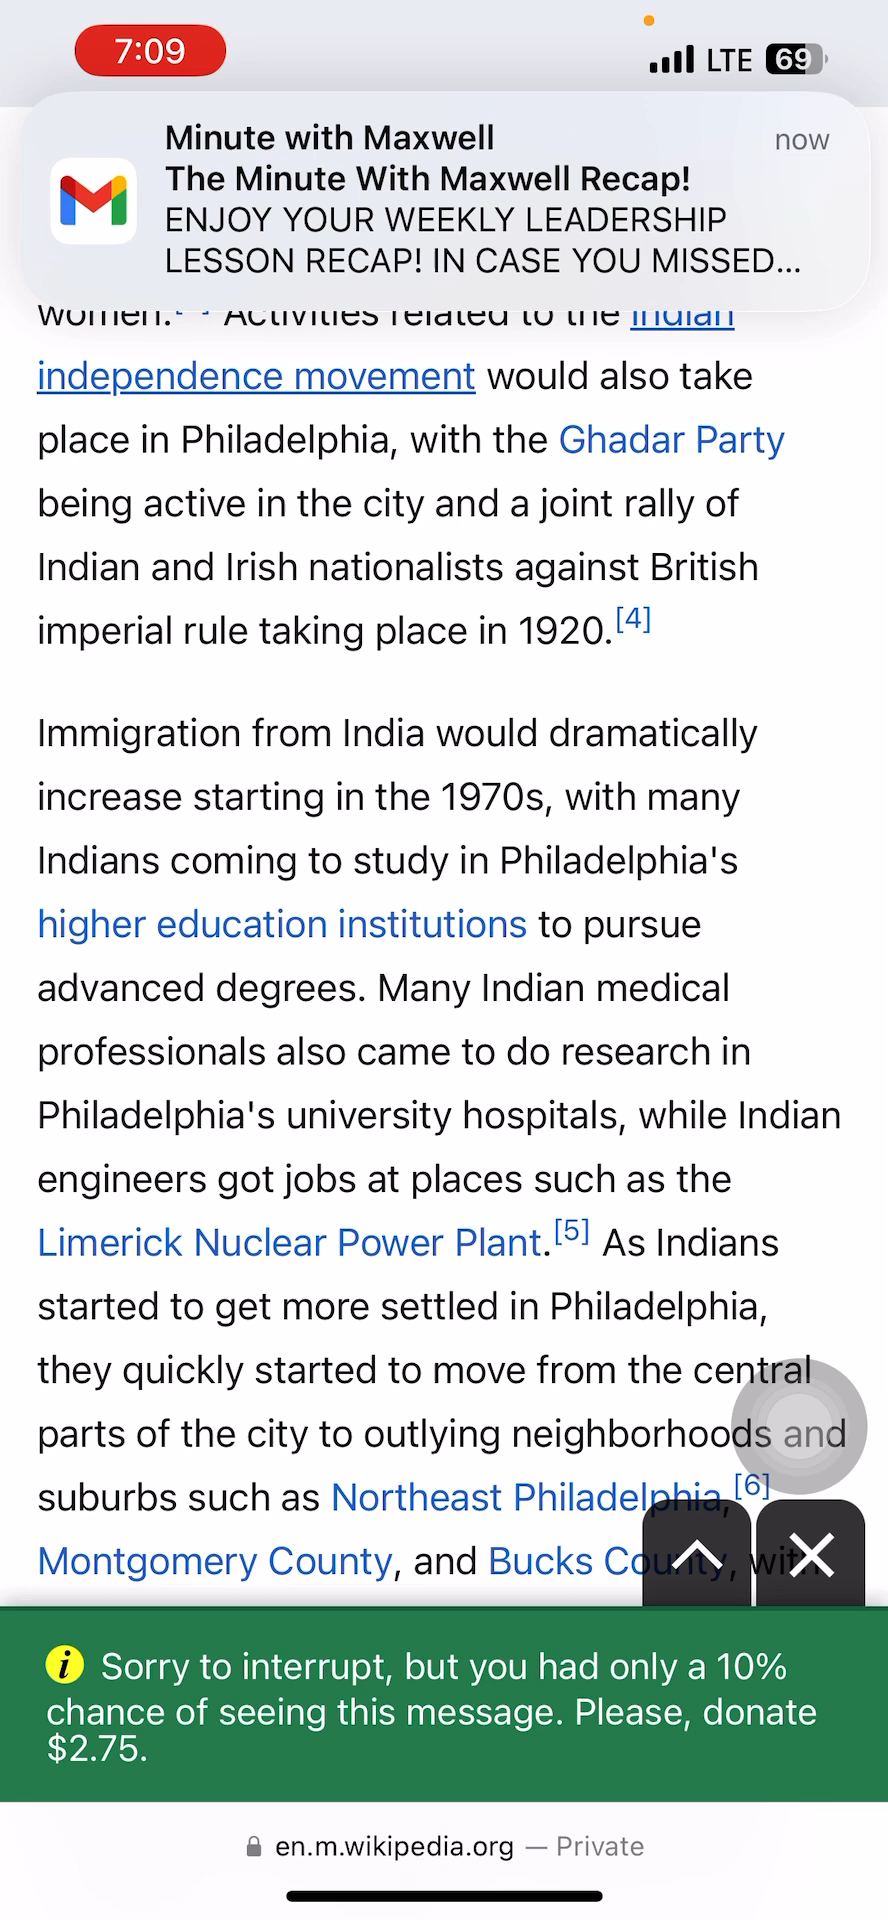 7:09
LTE 69
Minute with Maxwell now
The Minute With Maxwell Recap!
ENJOY YOUR WEEKLY LEADERSHIP
LESSON RECAP! IN CASE YOU MISSED...
women. Activities related to the Indian
independence movement would also take
place in Philadelphia, with the Ghadar Party
being active in the city and a joint rally of
Indian and Irish nationalists against British
imperial rule taking place in 1920.[4]
Immigration from India would dramatically
increase starting in the 1970s, with many
Indians coming to study in Philadelphia's
higher education institutions to pursue
advanced degrees. Many Indian medical
professionals also came to do research in
Philadelphia's university hospitals, while Indian
engineers got jobs at places such as the
Limerick Nuclear Power Plant.[5] As Indians
started to get more settled in Philadelphia,
they quickly started to move from the central
parts of the city to outlying neighborhoods and
suburbs such as Northeast Philadelphia,[6]
Montgomery County, and Bucks County, with
i Sorry to interrupt, but you had only a 10%
chance of seeing this message. Please, donate
$2.75.
en.m.wikipedia.org — Private